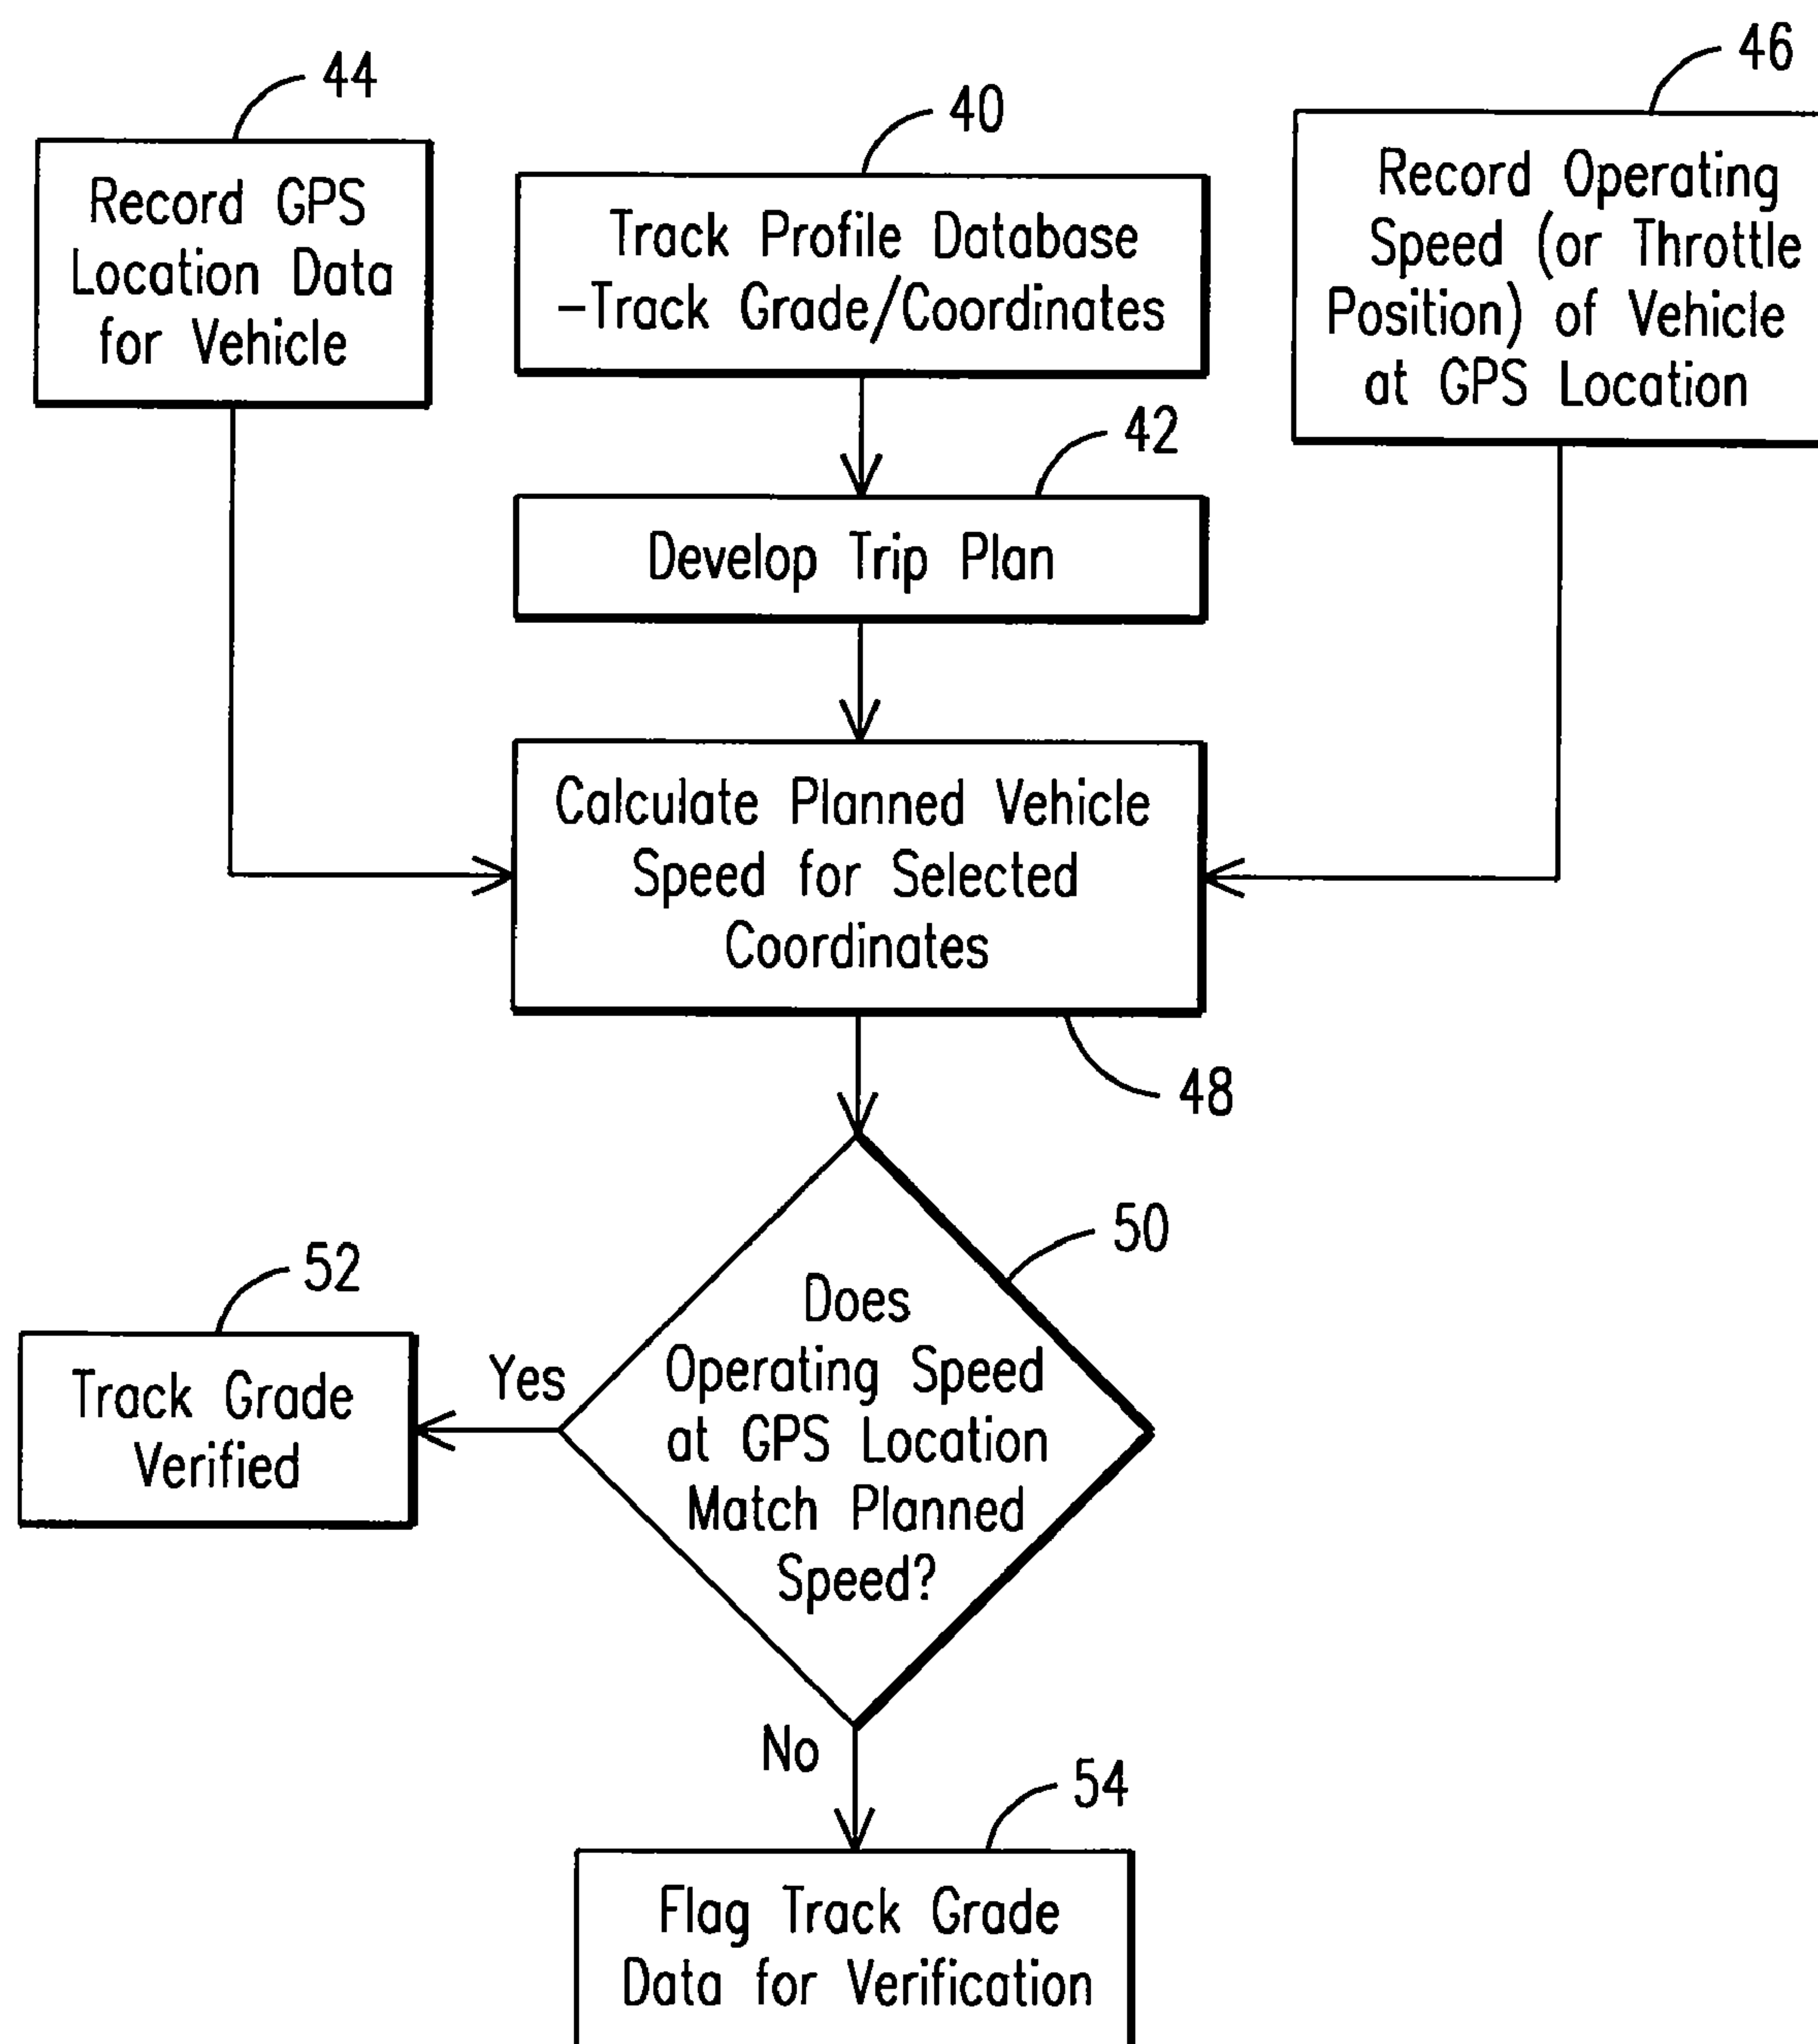 44
Record GPS
Location Data
for Vehicle
40
Track Profile Database
-Track Grade/Coordinates
46
Record Operating
Speed (or Throttle
Position) of Vehicle
at GPS Location
42
Develop Trip Plan
Calculate Planned Vehicle
Speed for Selected
Coordinates
48
50
Does
Operating Speed
at GPS Location
Match Planned
Speed?
52
Yes
Track Grade
Verified
No
54
Flag Track Grade
Data for Verification